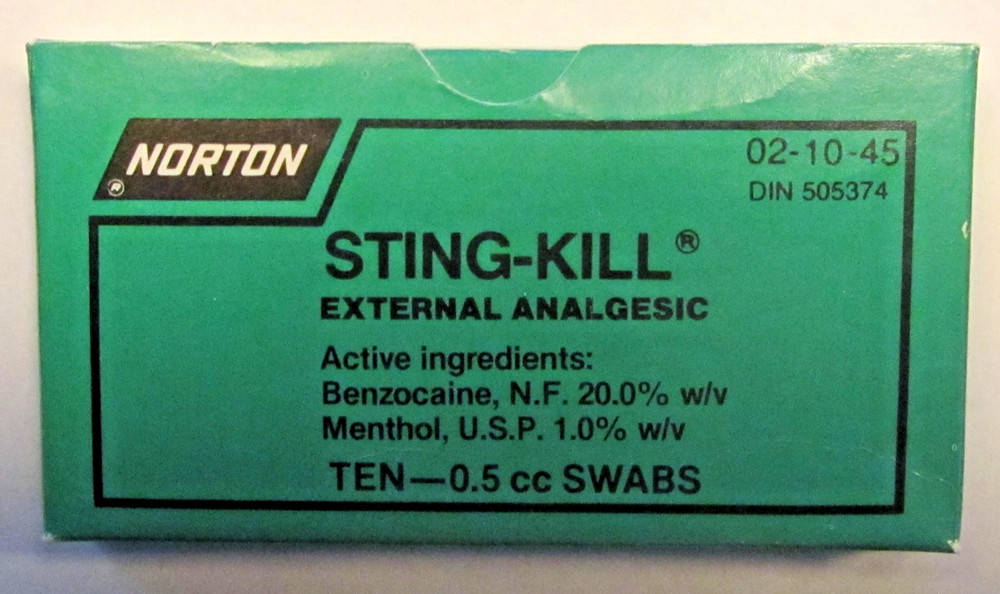 NORTON
®
02-10-45
DIN 505374
STING-KILL®
EXTERNAL ANALGESIC
Active ingredients:
Benzocaine, N.F. 20.0% w/v
Menthol, U.S.P. 1.0% w/v
TEN—0.5 cc SWABS